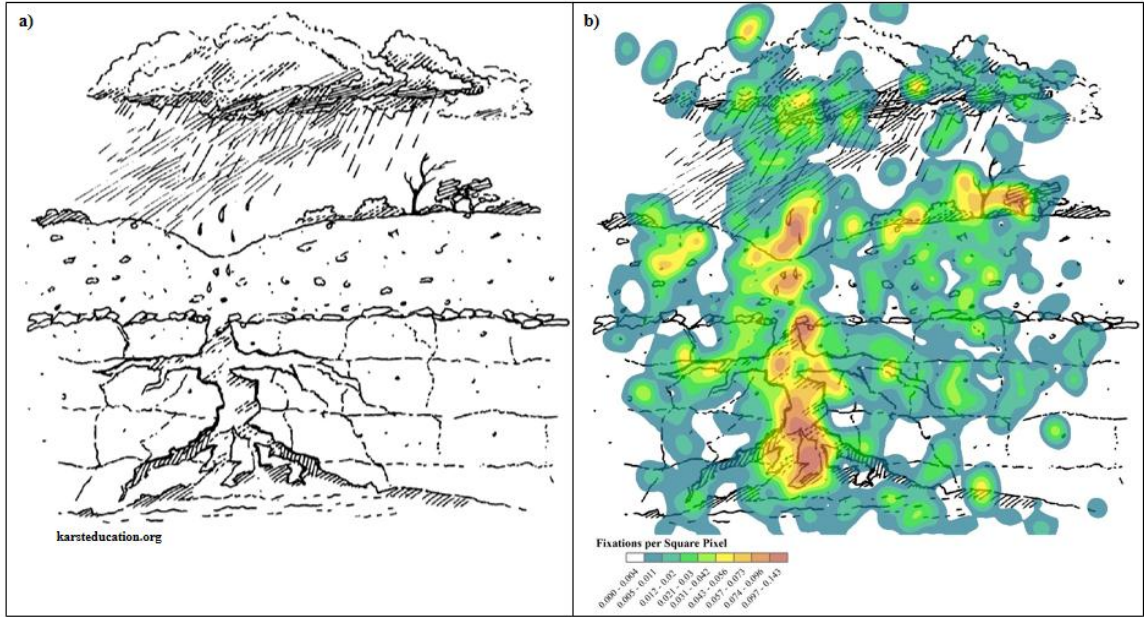 a)
b)
karsteducation.org
Fixations per Square Pixel
0.000 - 0.004
0.005 - 0.011
0.012 - 0.02
0.021 - 0.03
0.031 - 0.042
0.043 - 0.056
0.057 - 0.073
0.074 - 0.096
0.097 - 0.143